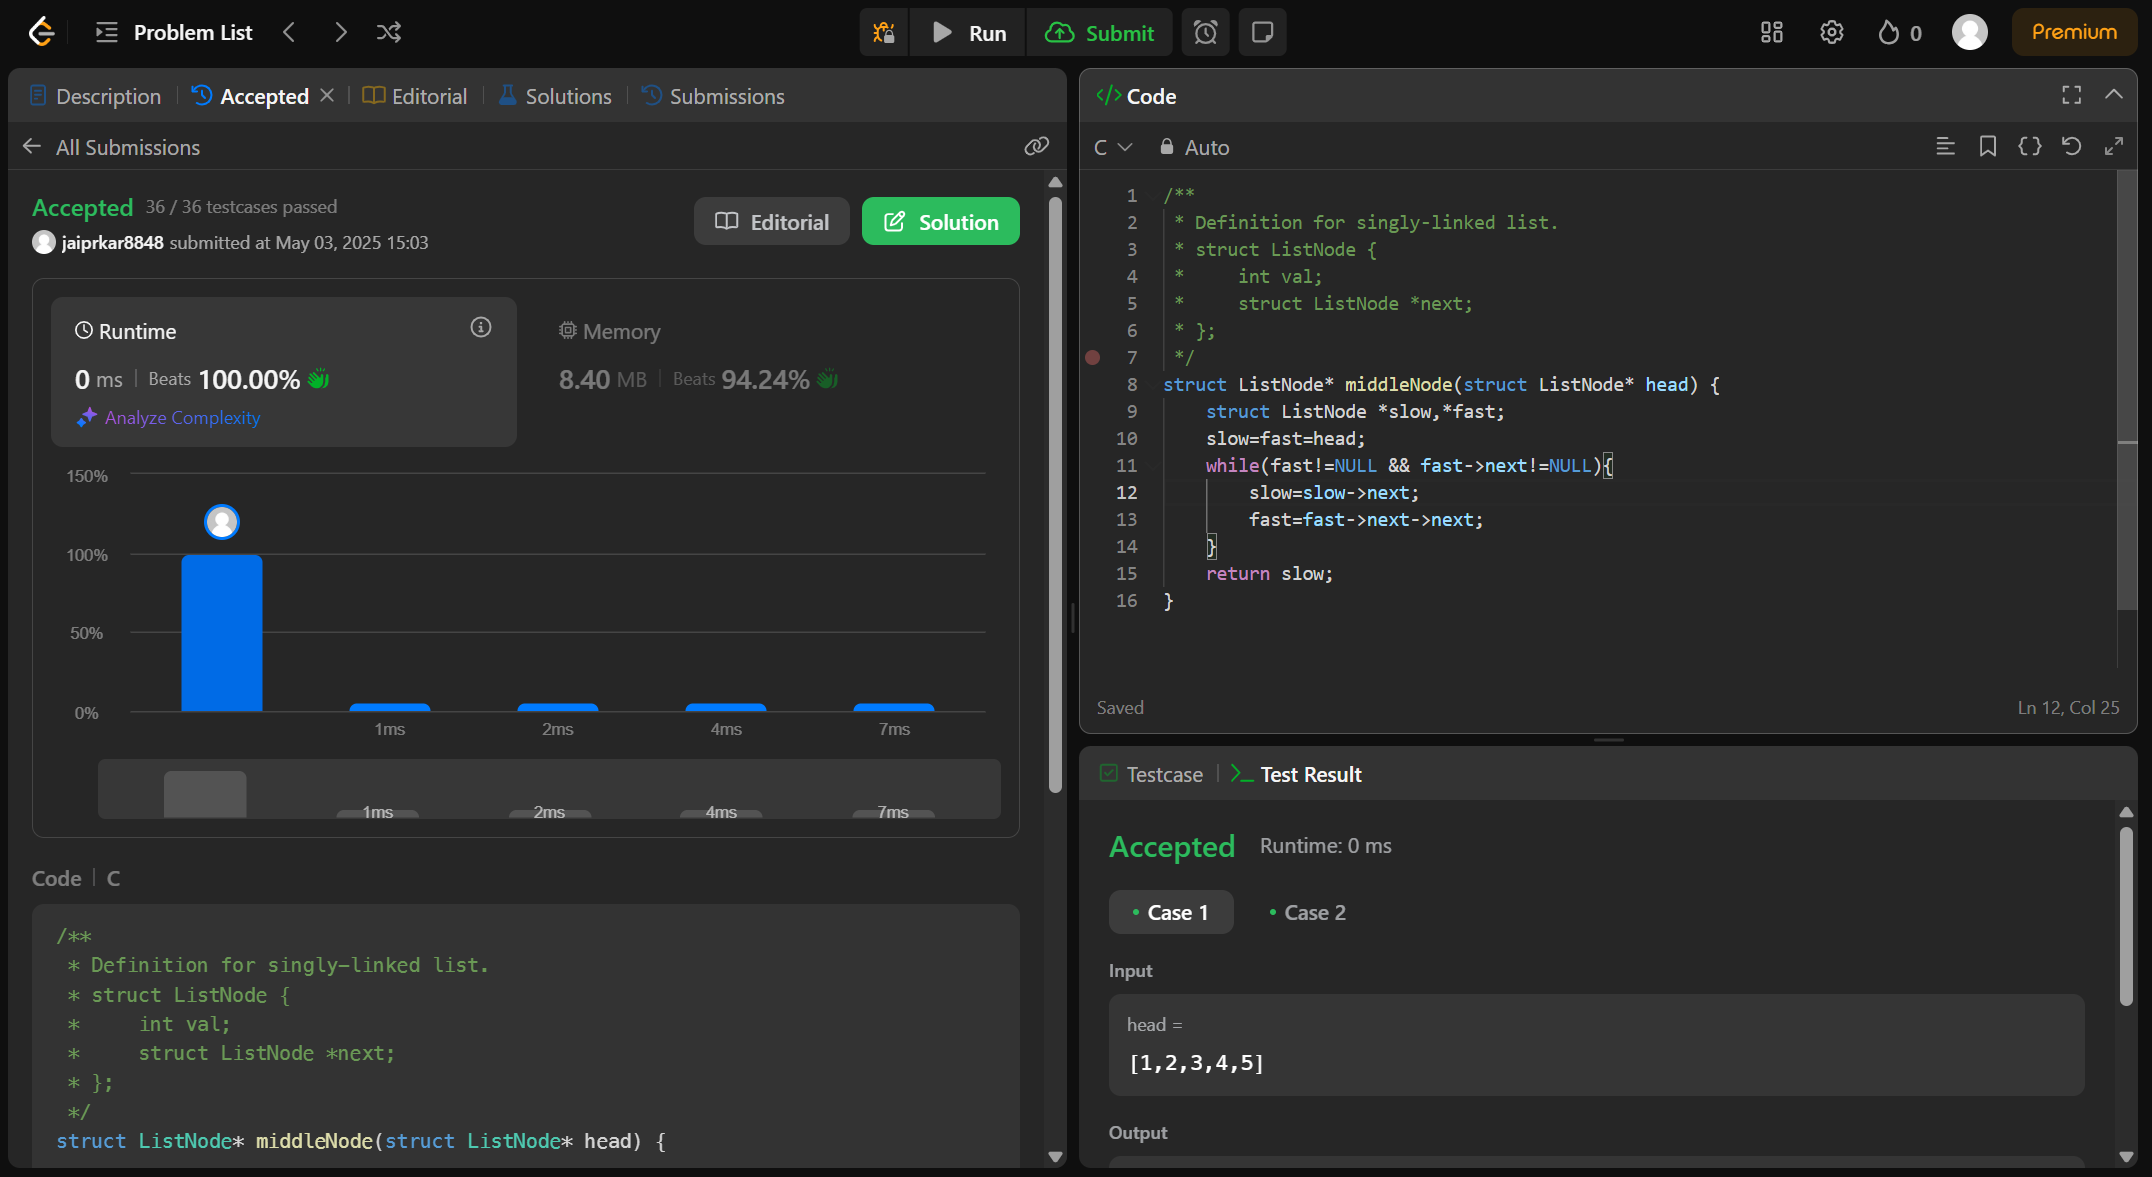 Problem List
Run
Submit
0
Premium
Description
Accepted
Editorial
Solutions
Submissions
All Submissions
Accepted 36 / 36 testcases passed
jaiprkar8848 submitted at May 03, 2025 15:03
Editorial
Solution
Runtime
0 ms Beats 100.00%
Analyze Complexity
Memory
8.40 MB Beats 94.24%
150%
100%
50%
0%
1ms 2ms 4ms 7ms
1ms 2ms 4ms 7ms
Code C
/**
 * Definition for singly-linked list.
 * struct ListNode {
 *     int val;
 *     struct ListNode *next;
 * };
 */
struct ListNode* middleNode(struct ListNode* head) {
</> Code
C Auto
1 /**
2  * Definition for singly-linked list.
3  * struct ListNode {
4  *     int val;
5  *     struct ListNode *next;
6  * };
7  */
8 struct ListNode* middleNode(struct ListNode* head) {
9     struct ListNode *slow,*fast;
10     slow=fast=head;
11     while(fast!=NULL && fast->next!=NULL){
12         slow=slow->next;
13         fast=fast->next->next;
14     }
15     return slow;
16 }
Saved
Ln 12, Col 25
Testcase
Test Result
Accepted Runtime: 0 ms
Case 1
Case 2
Input
head =
[1,2,3,4,5]
Output